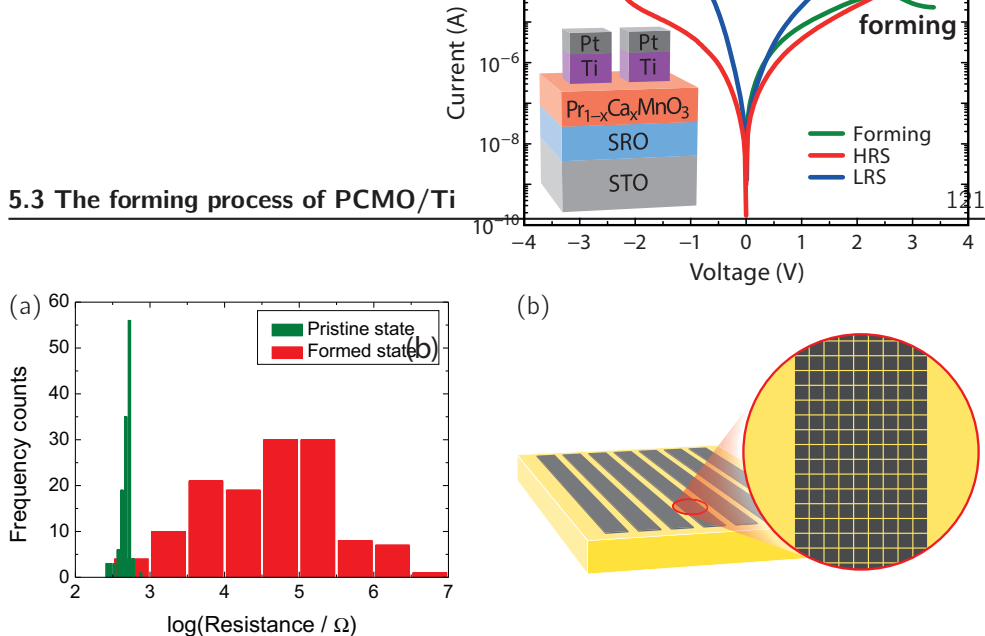 Current (A)
10−6
10−8
10−10
forming
Pt
Pt
Ti
Ti
Pr1−xCaxMnO3
SRO
STO
Forming
HRS
LRS
−4 −3 −2 −1 0 1 2 3 4
Voltage (V)
5.3 The forming process of PCMO/Ti
121
(a)
60
50
40
30
20
10
0
Frequency counts
Pristine state
Formed state
(b)
2 3 4 5 6 7
log(Resistance / Ω)
(b)